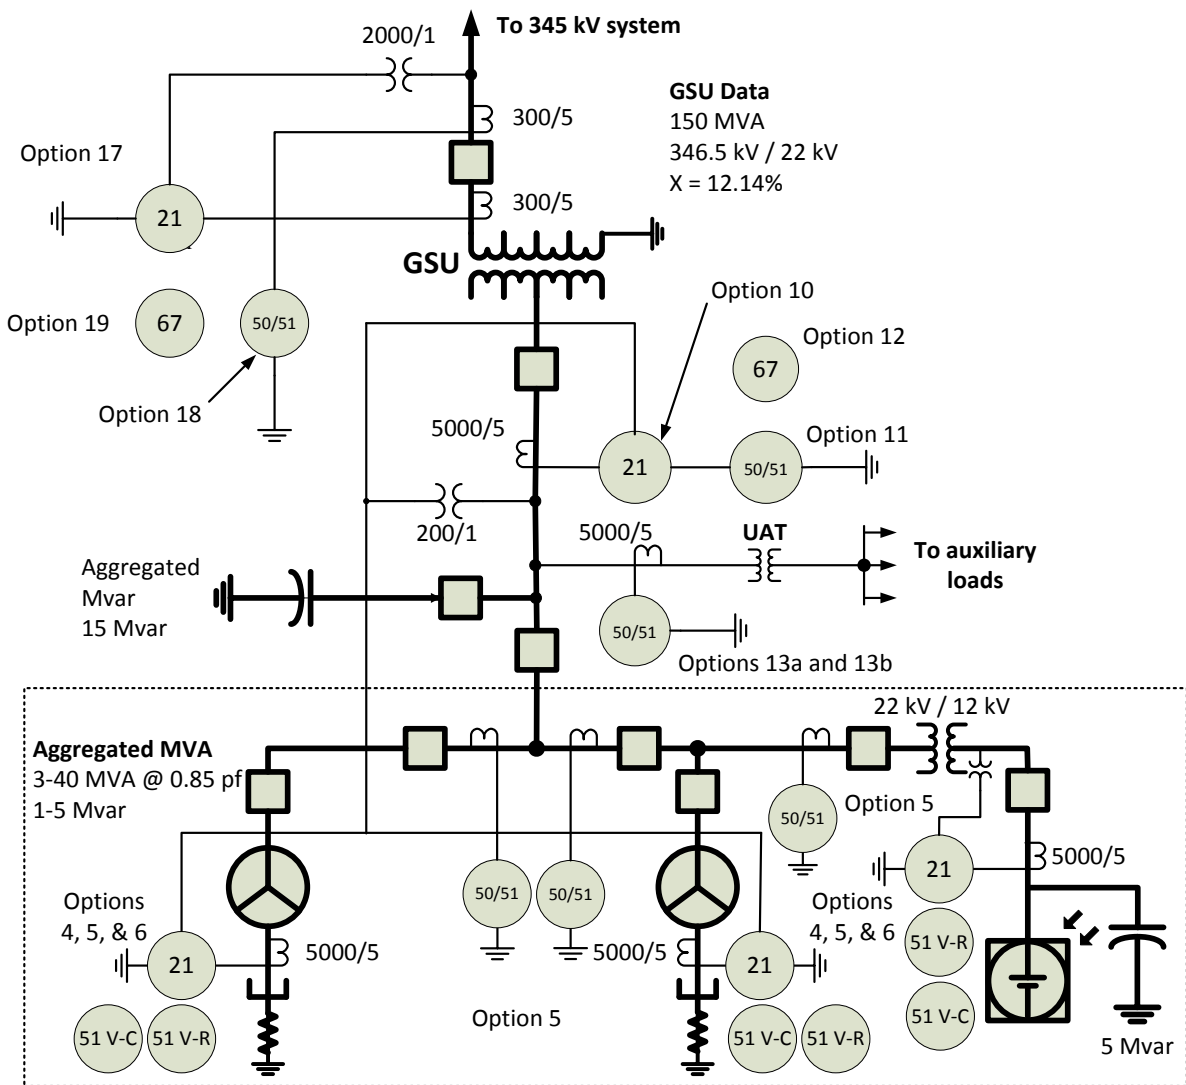 To 345 kV system
2000/1
300/5
GSU Data
150 MVA
346.5 kV / 22 kV
X = 12.14%
Option 17
21
300/5
GSU
Option 10
Option 19
67
50/51
Option 12
67
Option 18
5000/5
Option 11
21
50/51
200/1
5000/5
UAT
To auxiliary
loads
Aggregated
Mvar
15 Mvar
50/51
Options 13a and 13b
22 kV / 12 kV
Aggregated MVA
3-40 MVA @ 0.85 pf
1-5 Mvar
Option 5
50/51
21
5000/5
50/51
50/51
Options
4, 5, & 6
Options
4, 5, & 6
51 V-R
21
5000/5
5000/5
21
51 V-C
Option 5
51 V-C
51 V-R
51 V-C
51 V-R
5 Mvar